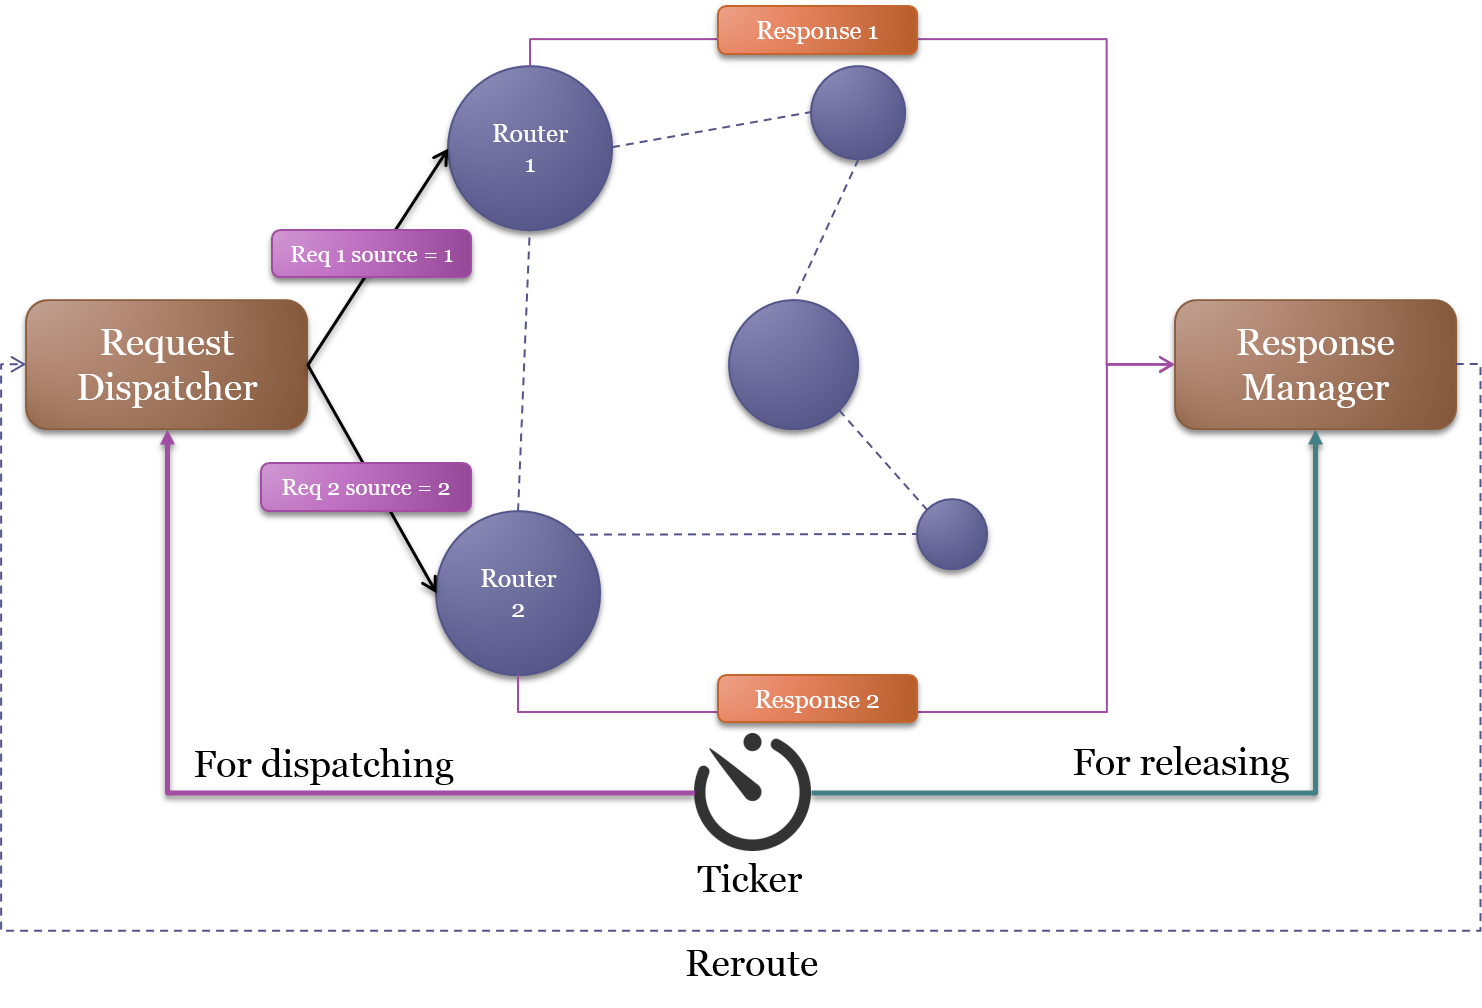 Response 1
Router
1
Req 1 source = 1
Request
Dispatcher
Response
Manager
Req 2 source = 2
Router
2
Response 2
For dispatching
For releasing
Ticker
Reroute